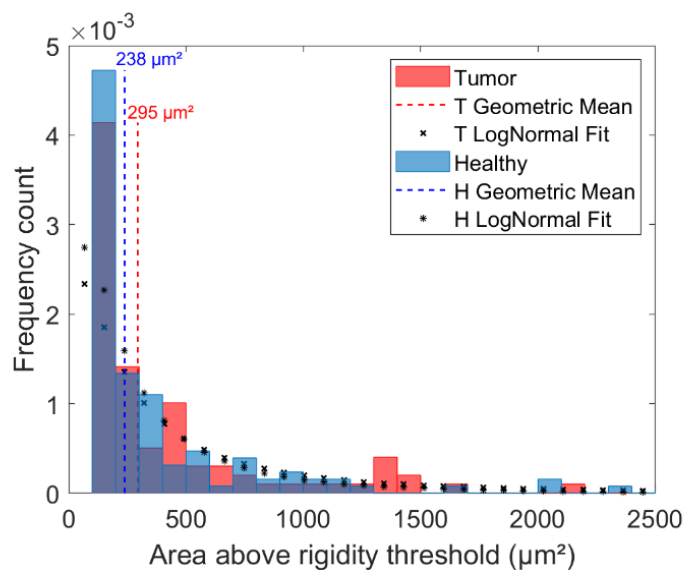 ×10⁻³
5
4
3
2
1
0
Frequency count
238 µm²
295 µm²
Tumor
T Geometric Mean
T LogNormal Fit
Healthy
H Geometric Mean
H LogNormal Fit
0 500 1000 1500 2000 2500
Area above rigidity threshold (µm²)